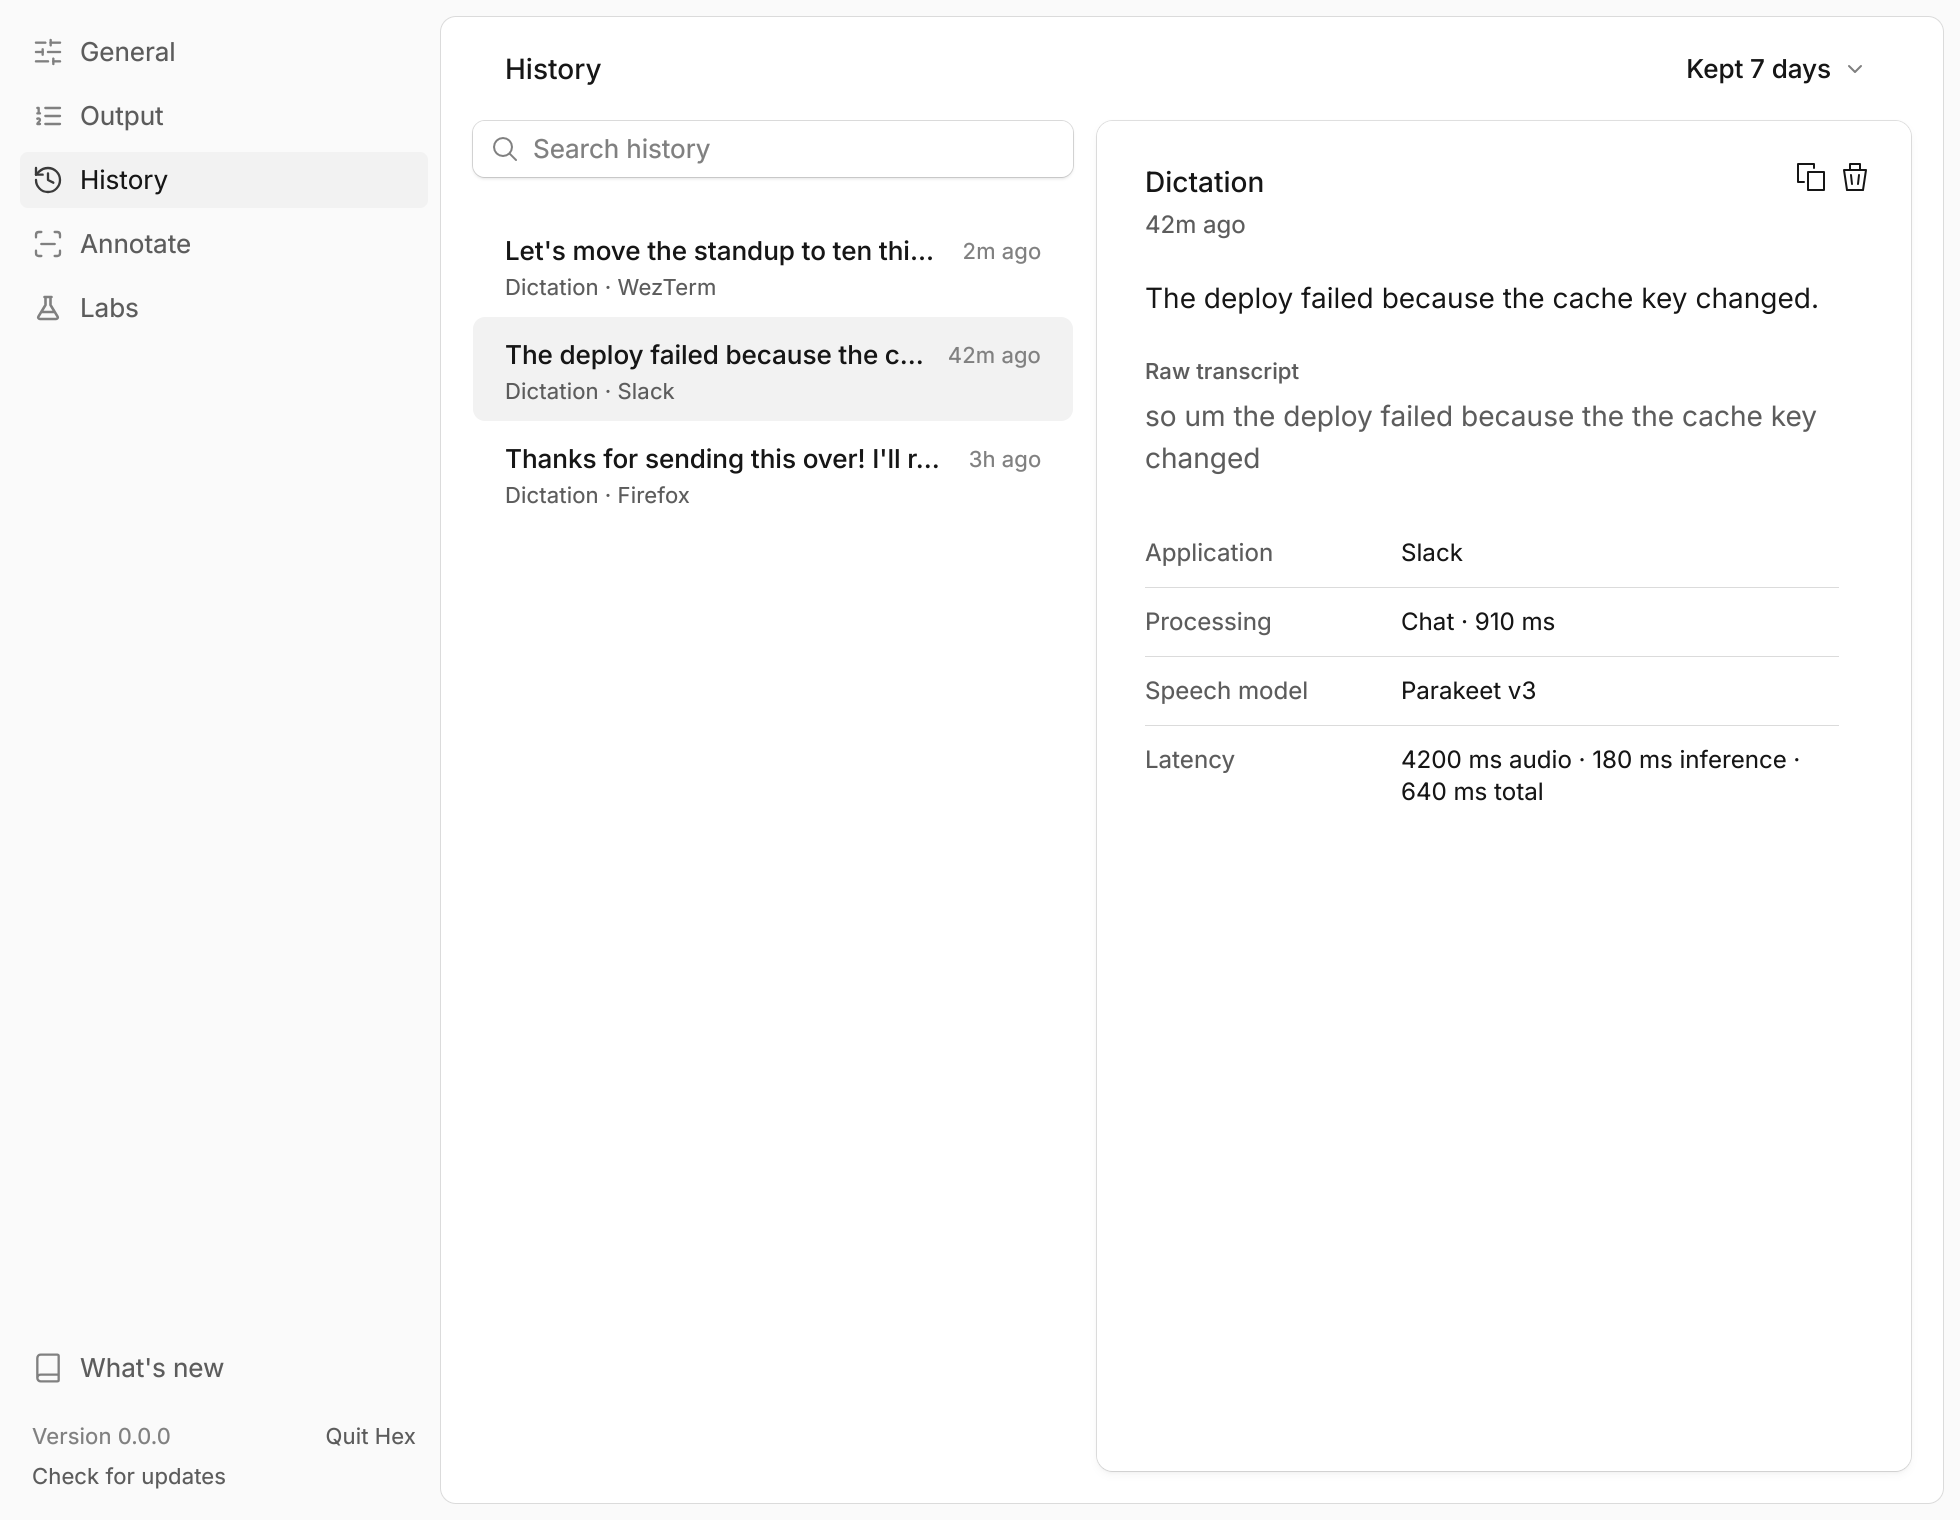 General
Output
History
Annotate
Labs
What's new
Version 0.0.0
Quit Hex
Check for updates
History
Kept 7 days
Search history
Let's move the standup to ten thi... 2m ago
Dictation · WezTerm
The deploy failed because the c... 42m ago
Dictation · Slack
Thanks for sending this over! I'll r... 3h ago
Dictation · Firefox
Dictation
42m ago
The deploy failed because the cache key changed.
Raw transcript
so um the deploy failed because the the cache key
changed
Application Slack
Processing Chat · 910 ms
Speech model Parakeet v3
Latency 4200 ms audio · 180 ms inference ·
640 ms total